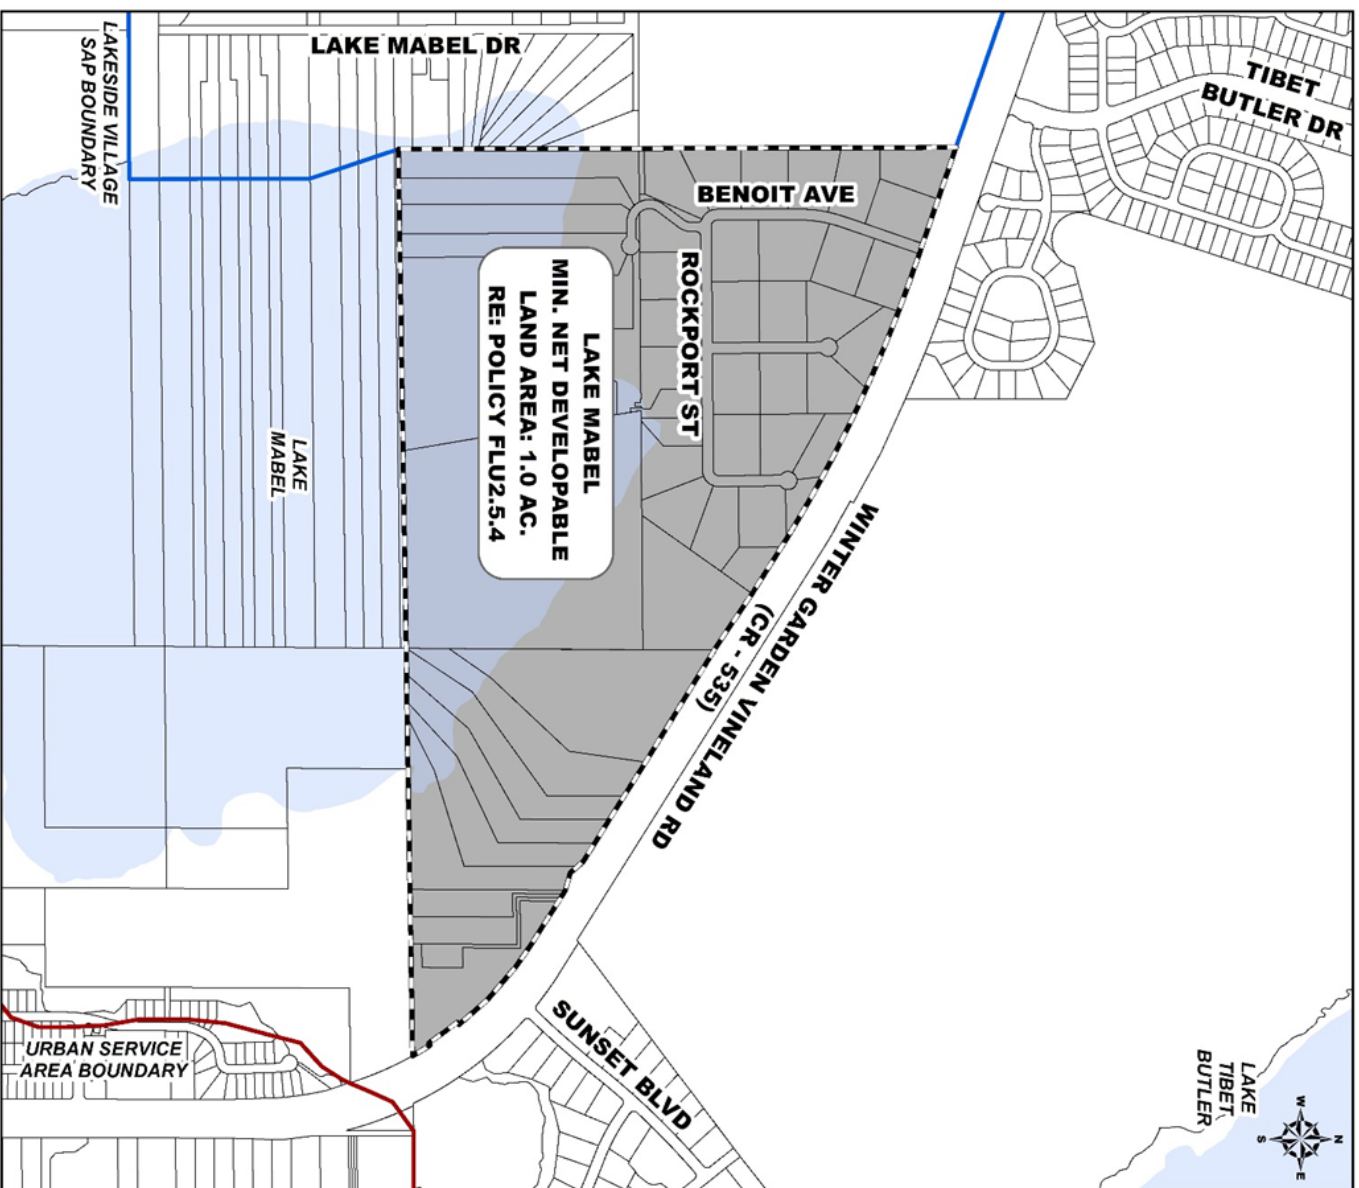 LAKE MABEL DR
LAKESIDE VILLAGE
SAP BOUNDARY
TIBET
BUTLER DR
BENOIT AVE
ROCKPORT ST
LAKE MABEL
MIN. NET DEVELOPABLE
LAND AREA: 1.0 AC.
RE: POLICY FLU2.5.4
LAKE
MABEL
WINTER GARDEN VINELAND RD
(CR - 535)
SUNSET BLVD
URBAN SERVICE
AREA BOUNDARY
LAKE
TIBET
BUTLER
W
N
S
E